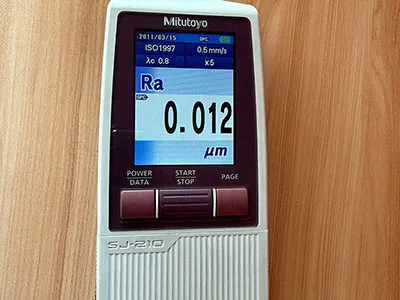 Mitutoyo
2011/03/15 SPC
ISO1997 0.5 mm/s
λc 0.8 x5
Ra
SPC
0.012
µm
POWER START PAGE
DATA STOP
SJ-210